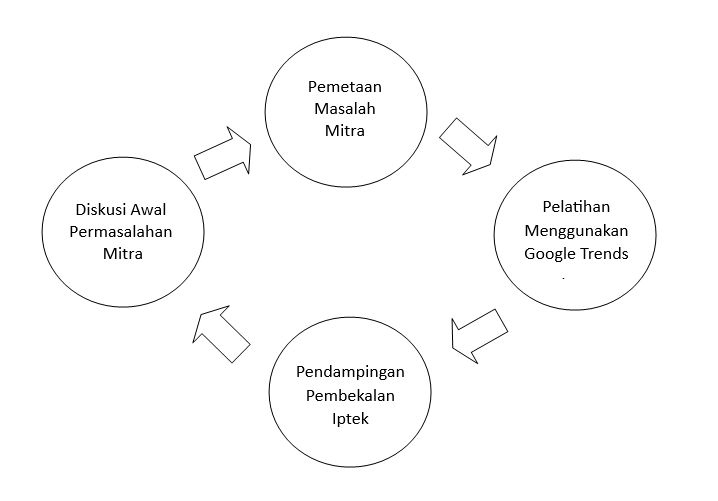 Pemetaan
Masalah
Mitra
Pelatihan
Menggunakan
Google Trends
.
Pendampingan
Pembekalan
Iptek
Diskusi Awal
Permasalahan
Mitra